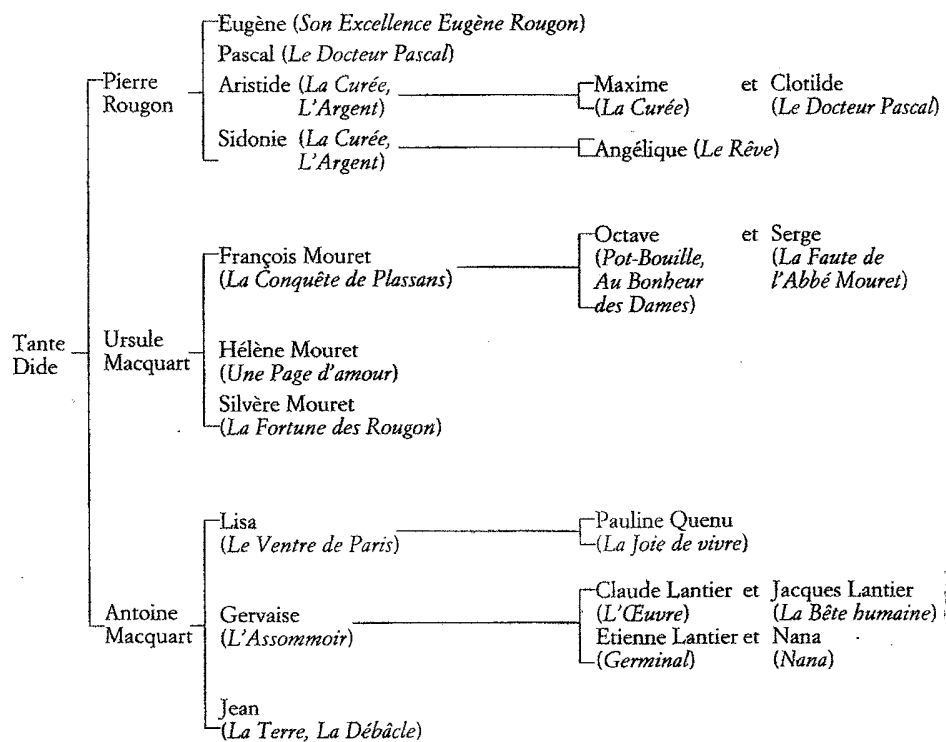 Eugène (Son Excellence Eugène Rougon)
Pascal (Le Docteur Pascal)
Pierre
Rougon
Aristide (La Curée,
L'Argent)
Maxime et Clotilde
(La Curée) (Le Docteur Pascal)
Sidonie (La Curée,
L'Argent)
Angélique (Le Rêve)
François Mouret
(La Conquête de Plassans)
Octave et Serge
(Pot-Bouille, (La Faute de
Au Bonheur l'Abbé Mouret)
des Dames)
Tante
Dide
Ursule
Macquart
Hélène Mouret
(Une Page d'amour)
Silvère Mouret
(La Fortune des Rougon)
Lisa
(Le Ventre de Paris)
Pauline Quenu
(La Joie de vivre)
Antoine
Macquart
Gervaise
(L'Assommoir)
Claude Lantier et Jacques Lantier
(L'Œuvre) (La Bête humaine)
Etienne Lantier et Nana
(Germinal) (Nana)
Jean
(La Terre, La Débâcle)